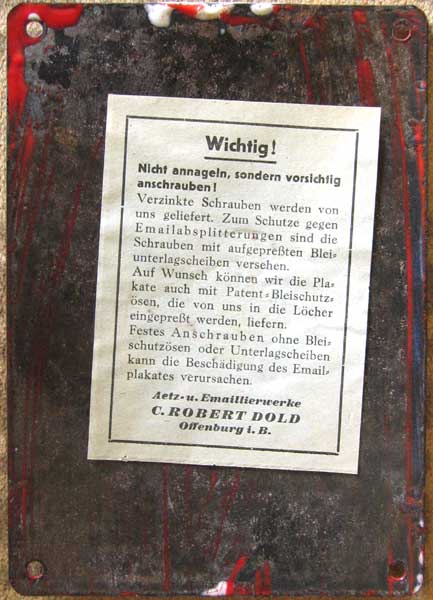 Wichtig!
Nicht annageln, sondern vorsichtig
anschrauben!
Verzinkte Schrauben werden von
uns geliefert. Zum Schutze gegen
Emailabsplitterungen sind die
Schrauben mit aufgepreßten Blei-
unterlagscheiben versehen.
Auf Wunsch können wir die Pla-
kate auch mit Patent-Bleischutz-
ösen, die von uns in die Löcher
eingepreßt werden, liefern.
Festes Anschrauben ohne Blei-
schutzösen oder Unterlagscheiben
kann die Beschädigung des Email-
plakates verursachen.
Aetz- u. Emaillierwerke
C. ROBERT DOLD
Offenburg i. B.